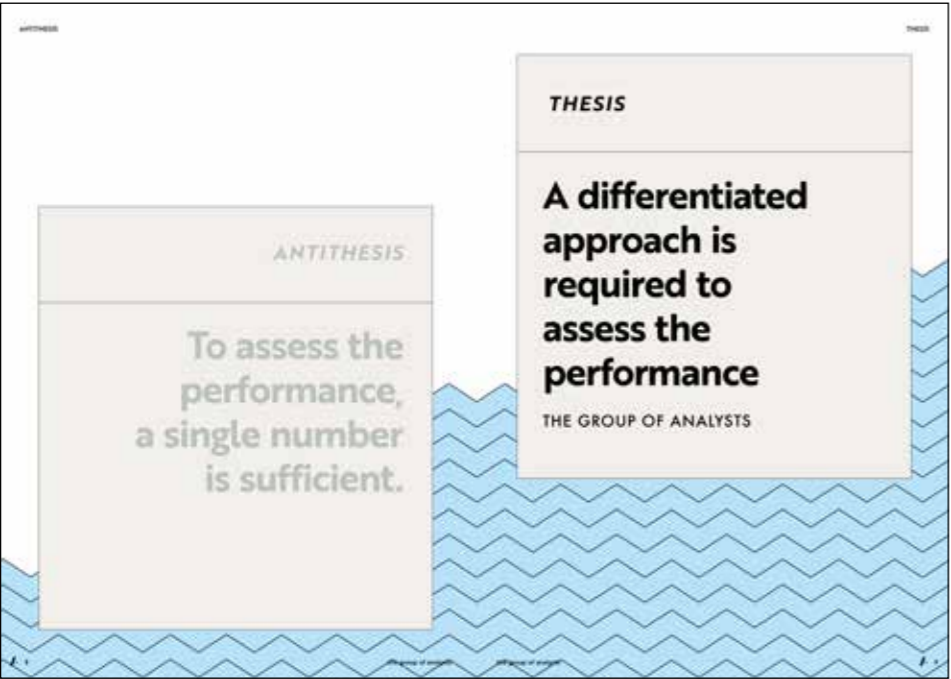 ANTITHESIS
THESIS
ANTITHESIS
To assess the
performance,
a single number
is sufficient.
THESIS
A differentiated
approach is
required to
assess the
performance
THE GROUP OF ANALYSTS